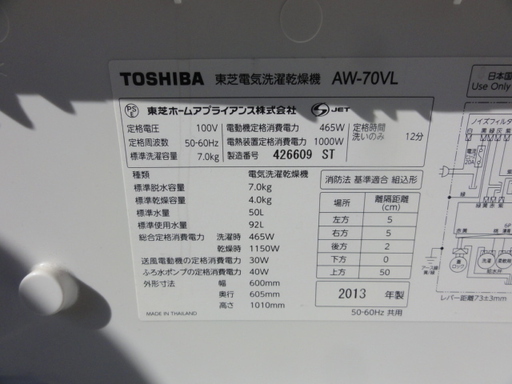 TOSHIBA 東芝電気洗濯乾燥機 AW-70VL
日本国
Use Only
PS
東芝ホームアプライアンス株式会社 S JET
定格電圧 100V 電動機定格消費電力 465W 定格時間 洗いのみ 12分
定格周波数 50-60Hz 電熱装置定格消費電力 1000W
標準洗濯容量 7.0kg 製造番号 426609 ST
種類 電気洗濯乾燥機
標準脱水容量 7.0kg
標準乾燥容量 4.0kg
標準水量 50L
標準使用水量 92L
総合定格消費電力 洗濯時 465W
乾燥時 1150W
送風電動機の定格消費電力 30W
ふろ水ポンプの定格消費電力 40W
外形寸法 幅 600mm
奥行 605mm
高さ 1010mm
MADE IN THAILAND
消防法 基準適合 組込形
場所 離隔距離(cm)
左方 5
右方 5
後方 2
下方 0
上方 50
2013 年製
50-60Hz 共用
ノイズフィルタ
レバー距離73±3mm